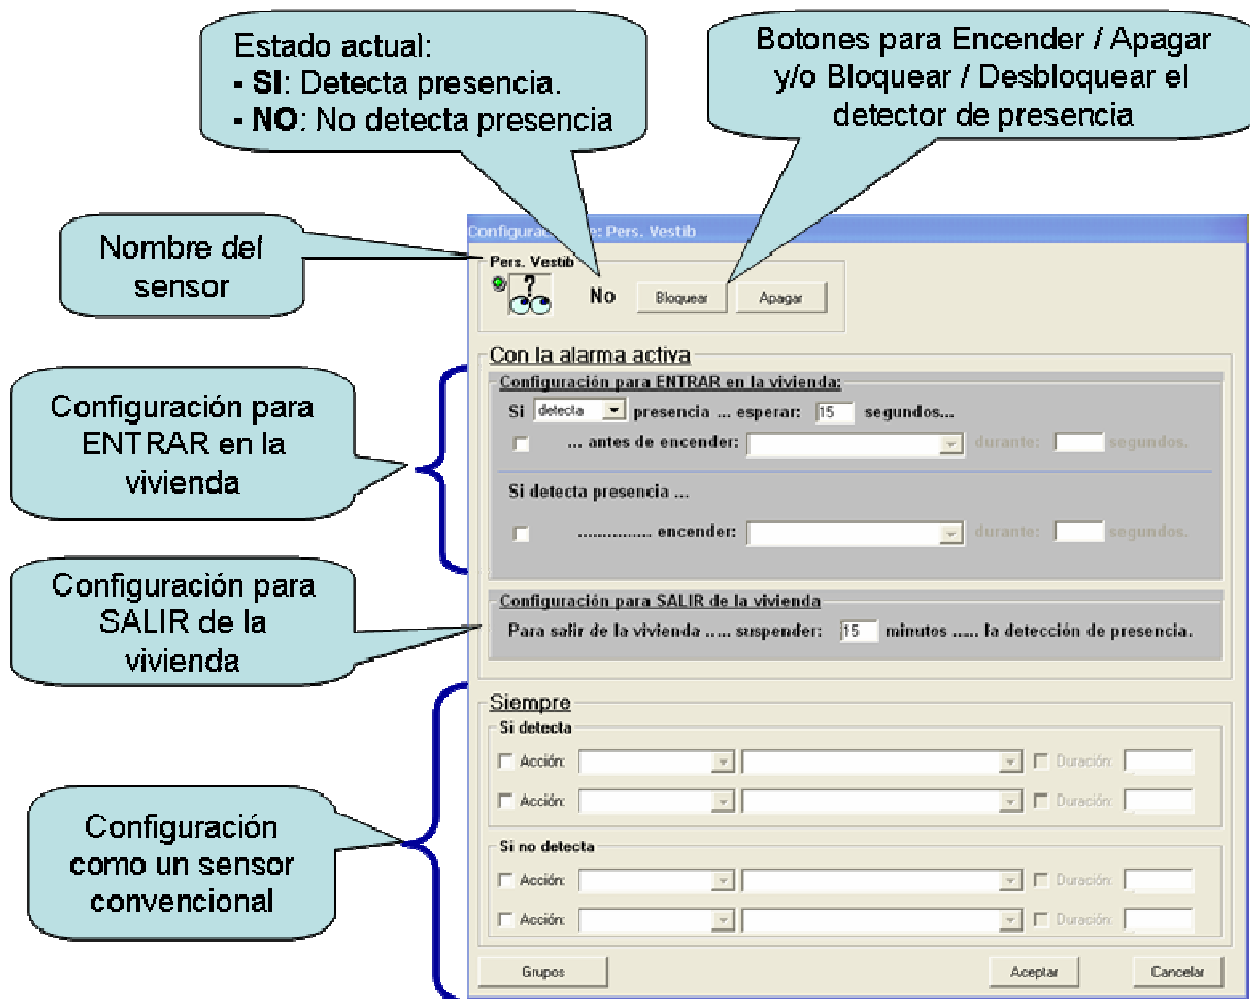 Estado actual:
- SI: Detecta presencia.
- NO: No detecta presencia
Botones para Encender / Apagar
y/o Bloquear / Desbloquear el
detector de presencia
Nombre del
sensor
Configuración para
ENTRAR en la
vivienda
Configuración para
SALIR de la
vivienda
Configuración
como un sensor
convencional
e: Pers. Vestib
Pers. Vestib
?
No
Bloquear
Apagar
Con la alarma activa
Configuración para ENTRAR en la vivienda:
Si detecta presencia ... esperar: 15 segundos...
... antes de encender: durante: segundos.
Si detecta presencia ...
................ encender: durante: segundos.
Configuración para SALIR de la vivienda
Para salir de la vivienda ..... suspender: 15 minutos ..... la detección de presencia.
Siempre
Si detecta
Acción: Duración:
Acción: Duración:
Si no detecta
Acción: Duración:
Acción: Duración:
Grupos
Aceptar
Cancelar